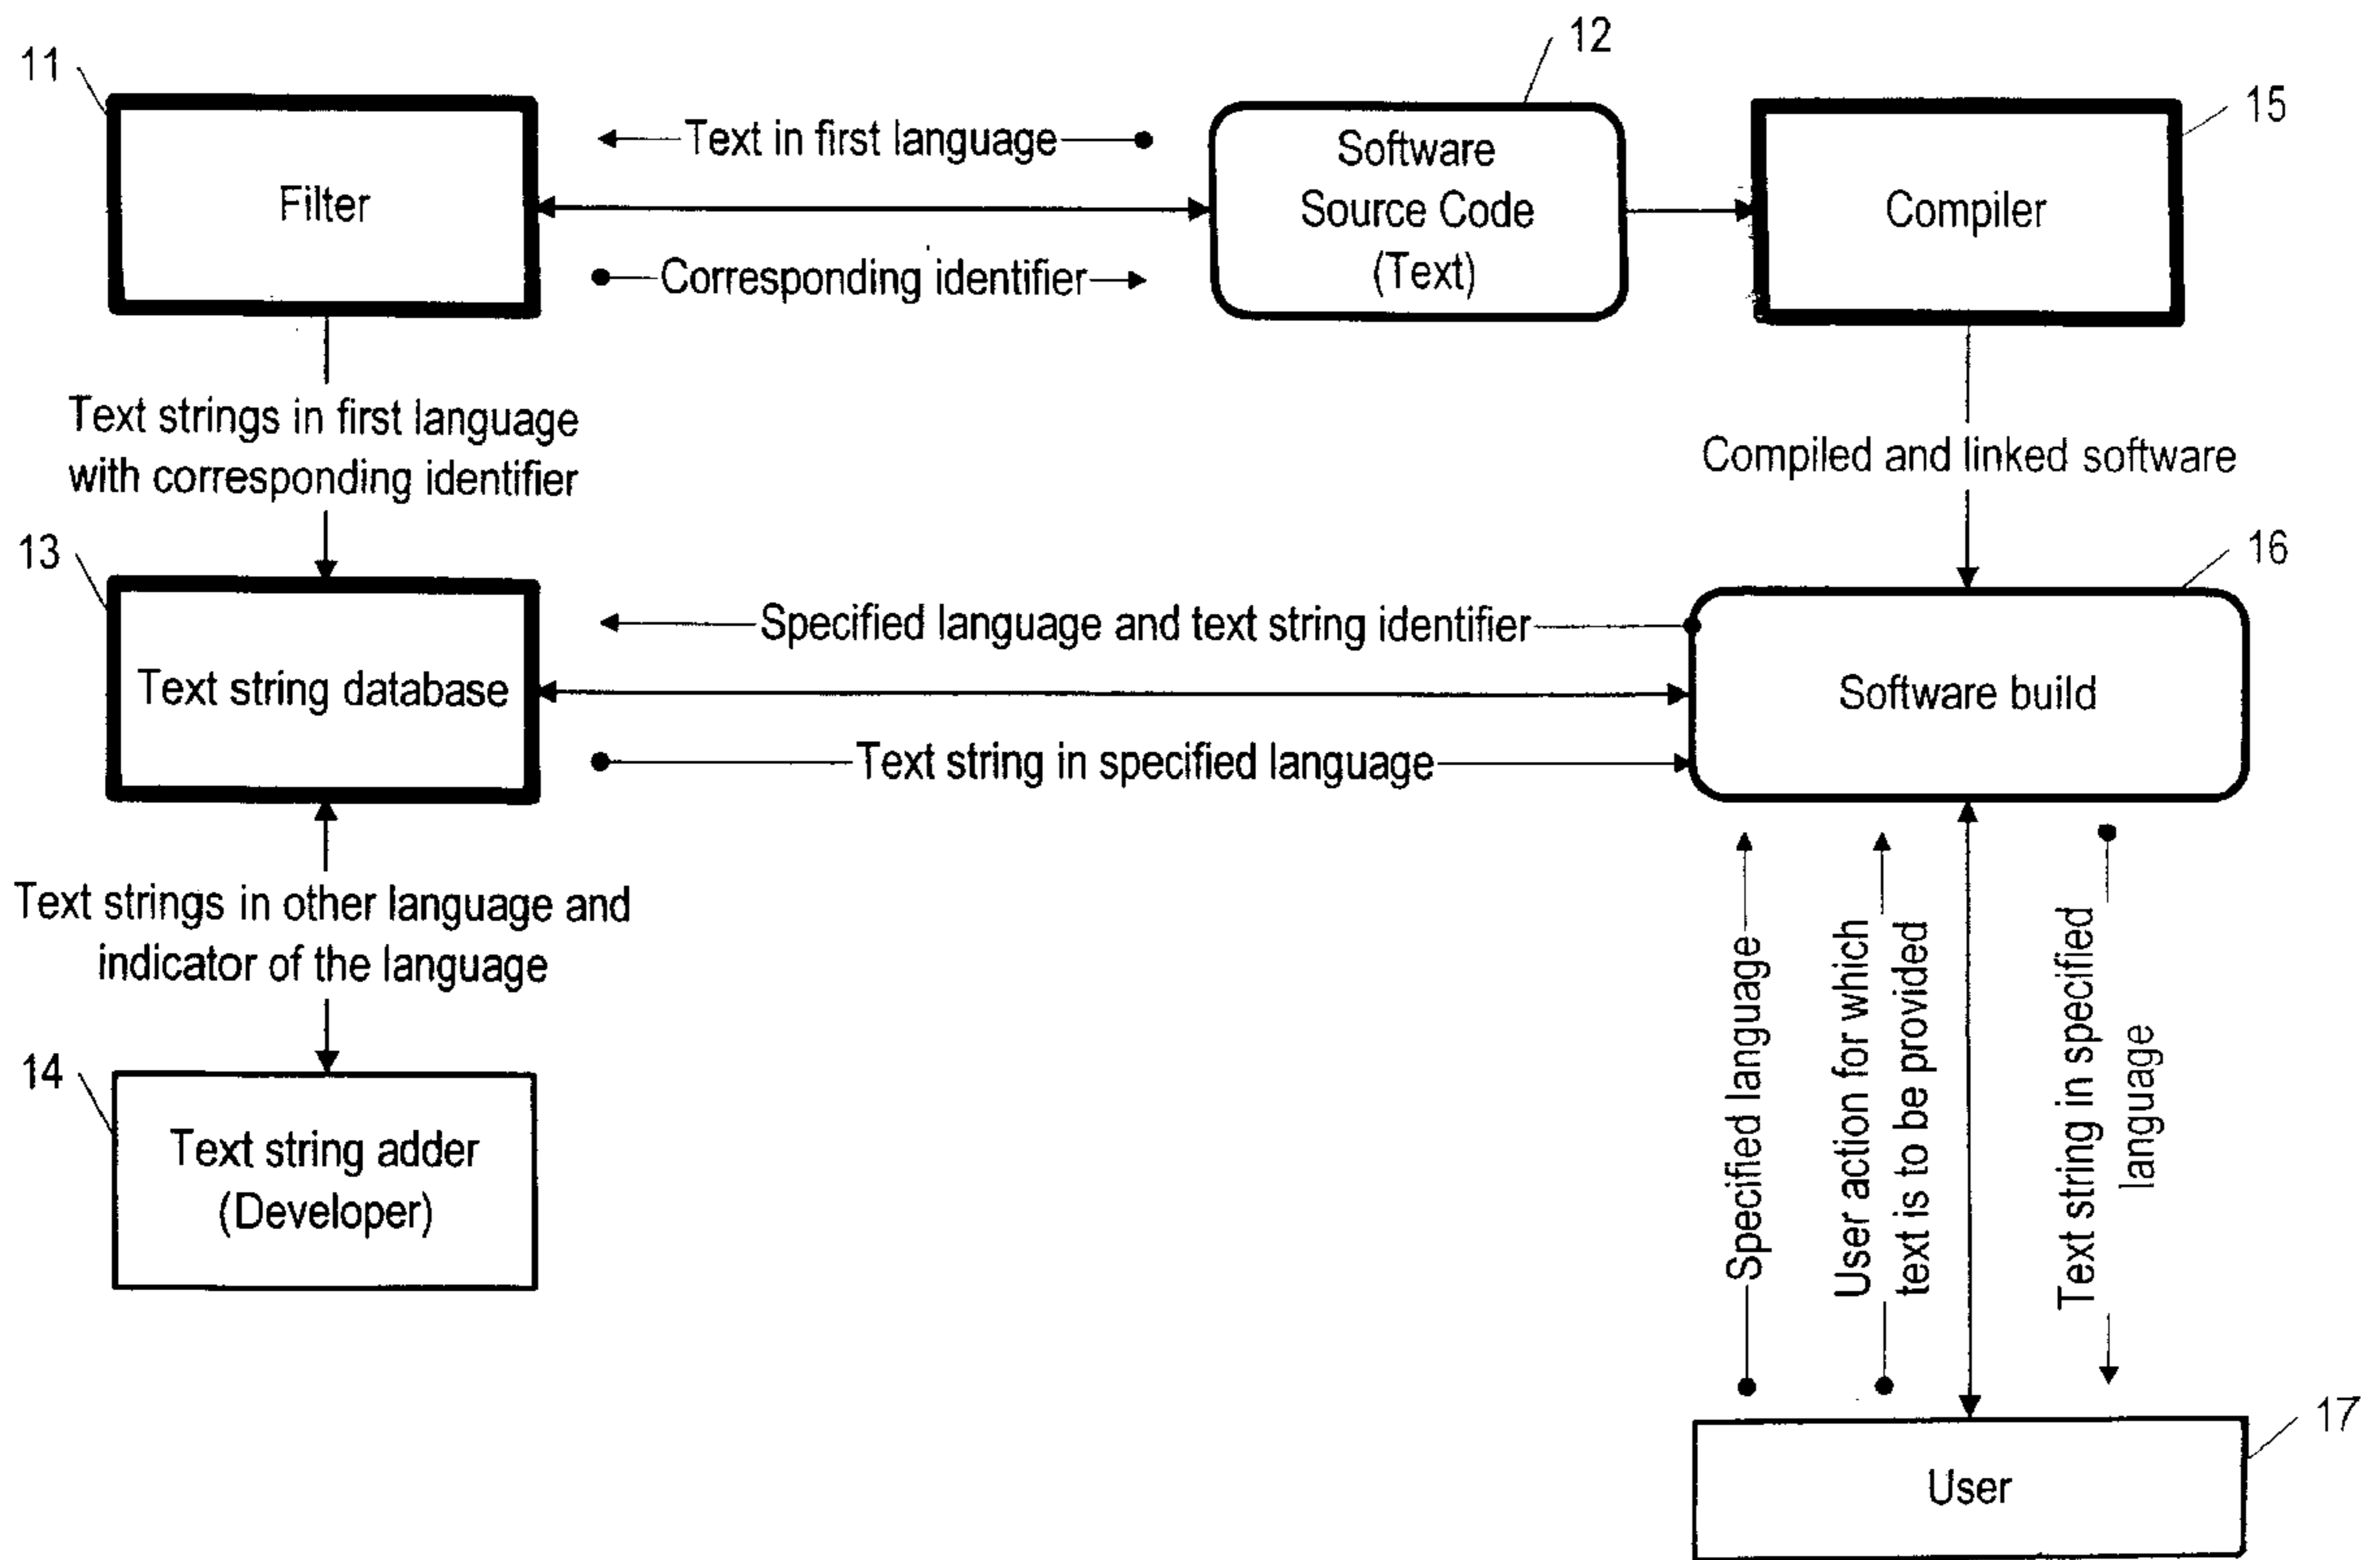 11
12
15
Filter
Text in first language
Corresponding identifier
Software
Source Code
(Text)
Compiler
Text strings in first language
with corresponding identifier
Compiled and linked software
13
16
Text string database
Specified language and text string identifier
Text string in specified language
Software build
Text strings in other language and
indicator of the language
Specified language
User action for which
text is to be provided
Text string in specified
language
14
Text string adder
(Developer)
17
User